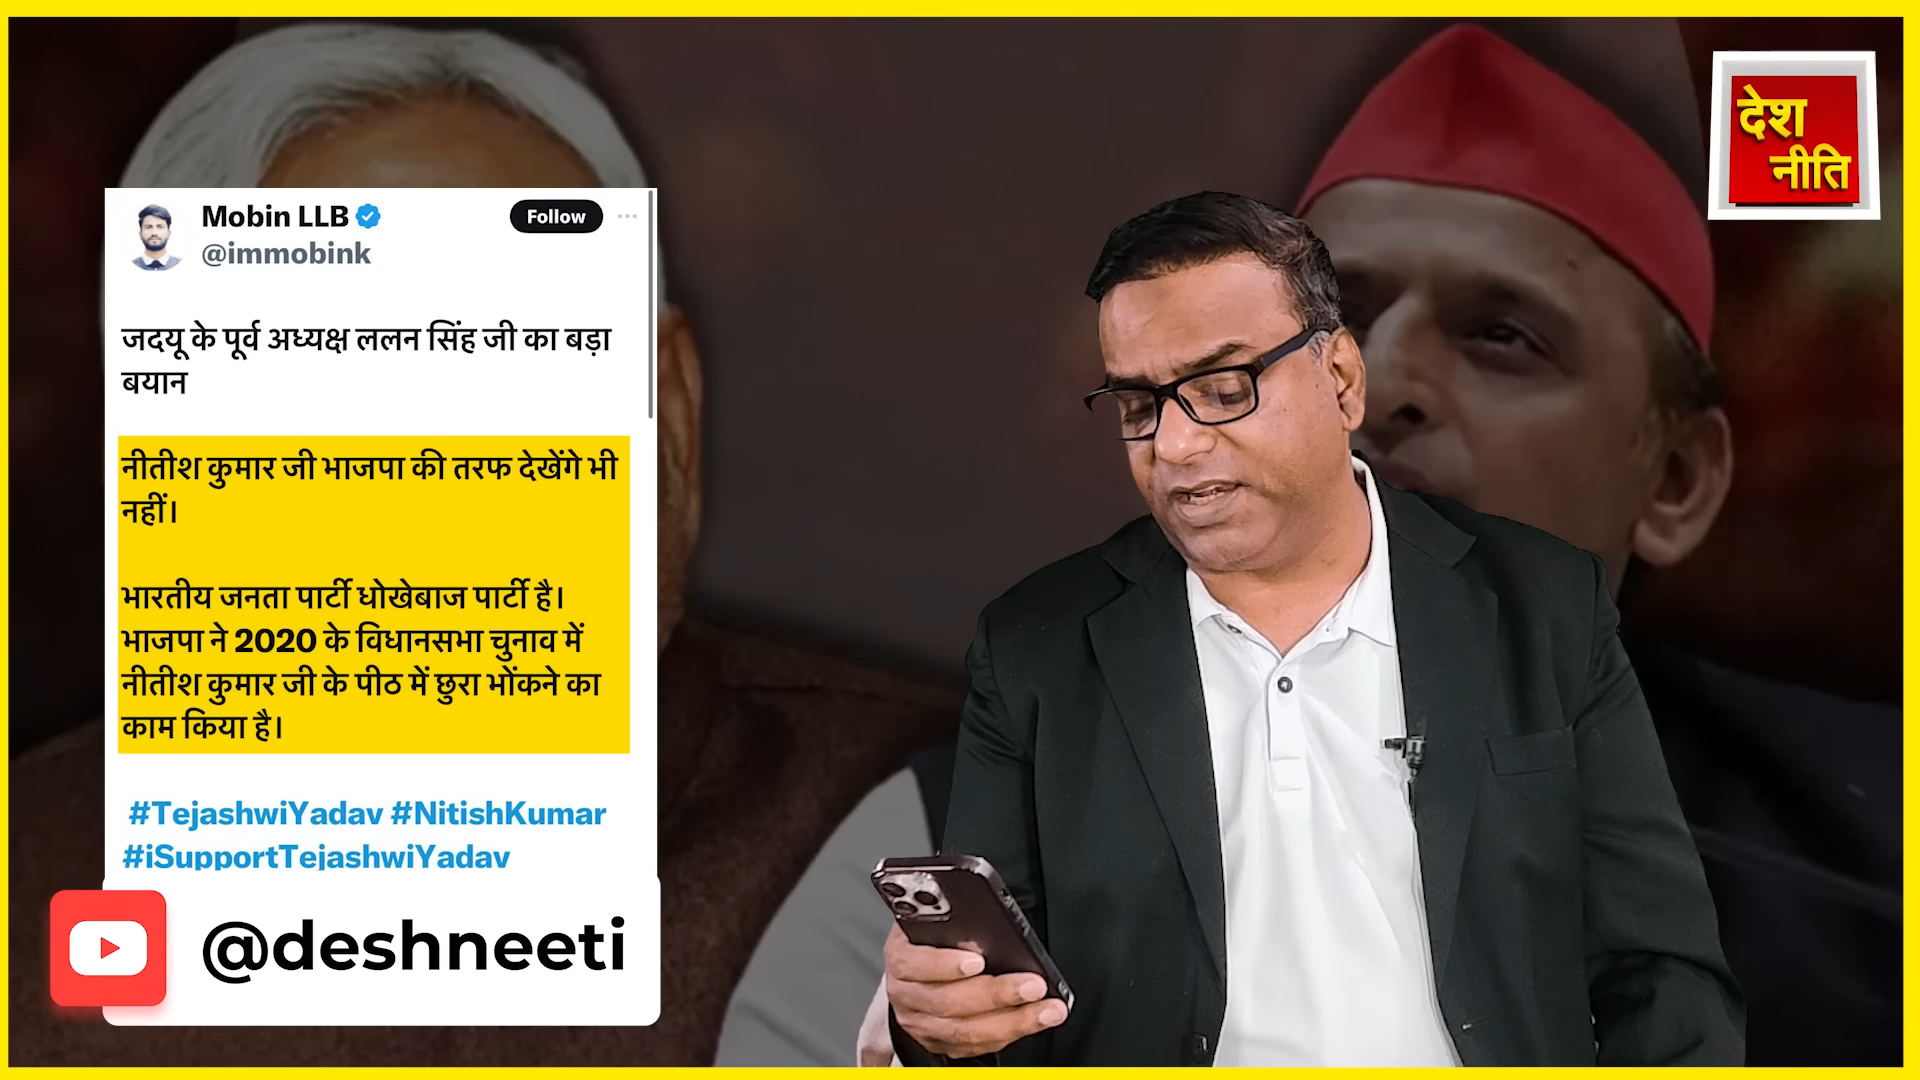 देश
नीति
Mobin LLB
Follow
@immobink
जदयू के पूर्व अध्यक्ष ललन सिंह जी का बड़ा
बयान
नीतीश कुमार जी भाजपा की तरफ देखेंगे भी
नहीं।
भारतीय जनता पार्टी धोखेबाज पार्टी है।
भाजपा ने 2020 के विधानसभा चुनाव में
नीतीश कुमार जी के पीठ में छुरा भोंकने का
काम किया है।
#TejashwiYadav #NitishKumar
#iSupportTejashwiYadav
@deshneeti